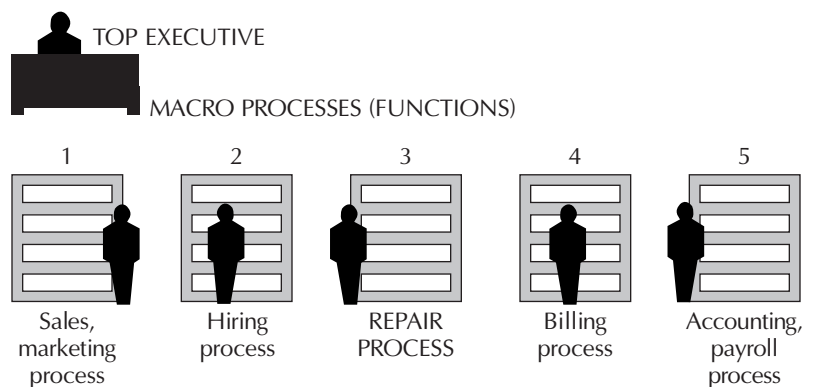 TOP EXECUTIVE
MACRO PROCESSES (FUNCTIONS)
1
2
3
4
5
Sales,
marketing
process
Hiring
process
REPAIR
PROCESS
Billing
process
Accounting,
payroll
process